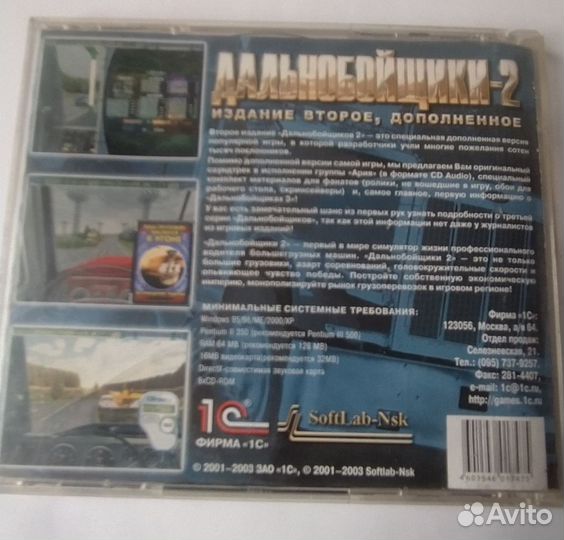 ДАЛЬНОБОЙЩИКИ-2
ИЗДАНИЕ ВТОРОЕ, ДОПОЛНЕННОЕ
Второе издание «Дальнобойщиков 2» — это специальная дополненная версия
популярной игры, в которой разработчики учли многие пожелания сотен
тысяч поклонников.
Помимо дополненной версии самой игры, мы предлагаем Вам оригинальный
саундтрек в исполнении группы «Ария» (в формате CD Audio), специальный
комплект материалов для фанатов (ролики, не вошедшие в игру, обои для
рабочего стола, скринсейверы) и, самое главное, первую информацию о
«Дальнобойщиках 3»!
У вас есть замечательный шанс из первых рук узнать подробности о третьей
серии «Дальнобойщиков», так как этой информации нет даже у журналистов
из игровых изданий!
«Дальнобойщики 2» — первый в мире симулятор жизни профессионального
водителя большегрузных машин. «Дальнобойщики 2» — это не только
большие грузовики, азарт соревнований, головокружительные скорости и
опьяняющее чувство победы. Постройте собственную экономическую
империю, монополизируйте рынок грузоперевозок в игровом регионе!
МИНИМАЛЬНЫЕ СИСТЕМНЫЕ ТРЕБОВАНИЯ:
Windows 95/98/ME/2000/XP
Pentium II 350 (рекомендуется Pentium III 500)
RAM 64 MB (рекомендуется 128 MB)
16MB видеокарта(рекомендуется 32MB)
DirectX-совместимая звуковая карта
8xCD-ROM
Фирма «1С»:
123056, Москва, а/я 64.
Отдел продаж:
Селезневская, 21.
Тел.: (095) 737-9257.
Факс: 281-4407,
e-mail: 1c@1c.ru,
http://games.1c.ru
1С
ФИРМА «1С»
SoftLab-Nsk
© 2001–2003 ЗАО «1С», © 2001–2003 Softlab-Nsk
Avito